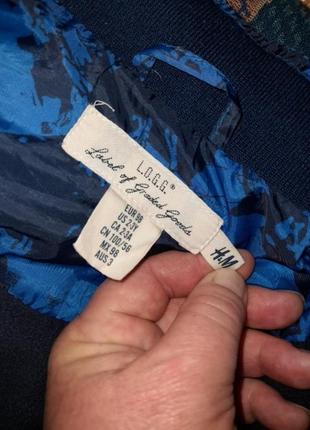 L.O.G.G.®
Label of Graded Goods
EUR 98
US 2-3Y
CA 2-3A
CN 100/56
MX 98
AUS 3
H&M